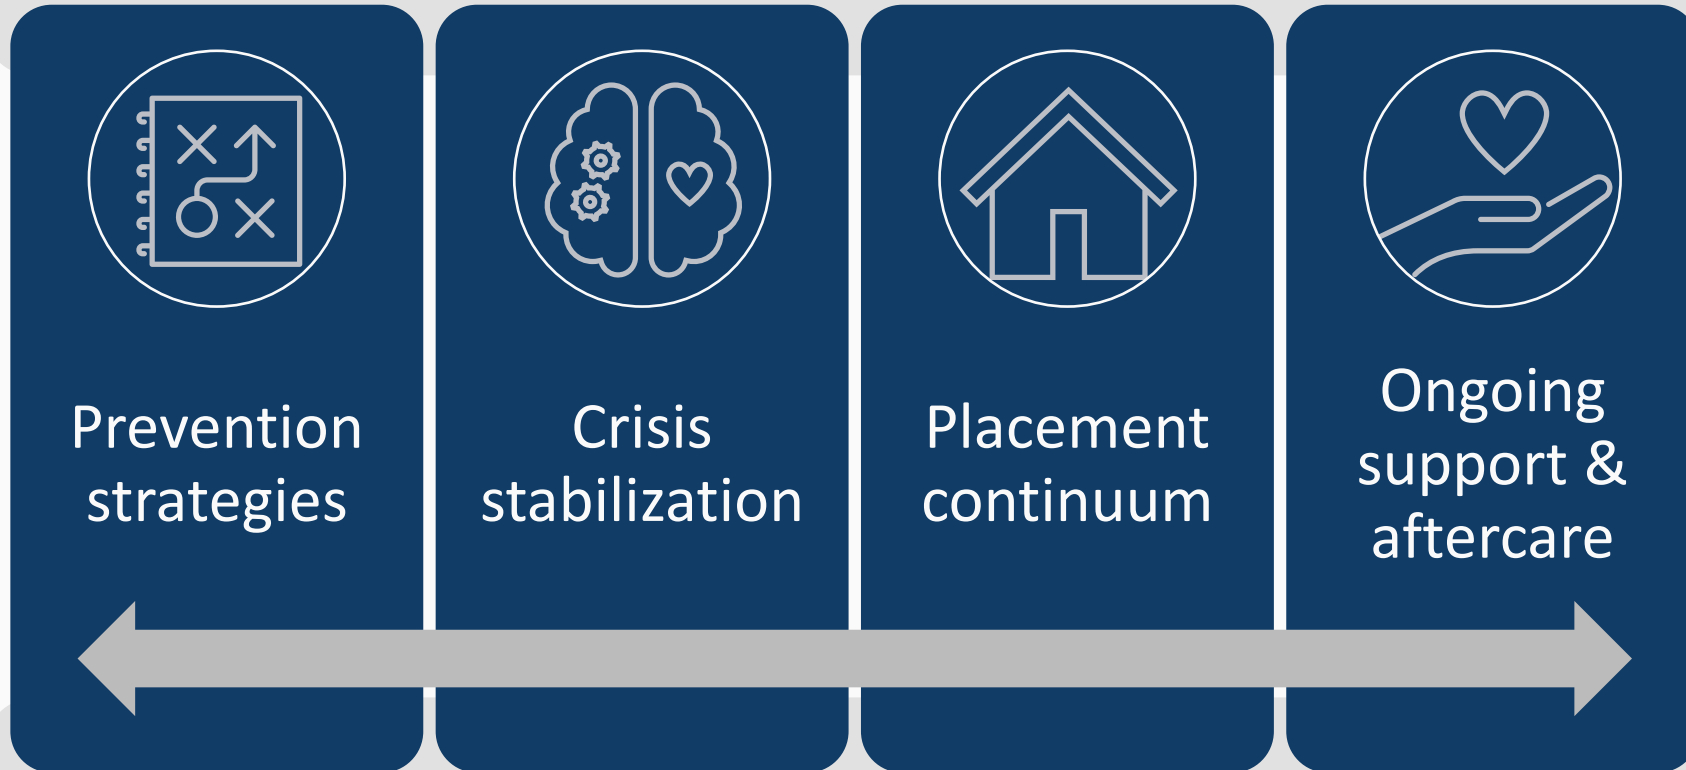 Prevention
strategies
Crisis
stabilization
Placement
continuum
Ongoing
support &
aftercare